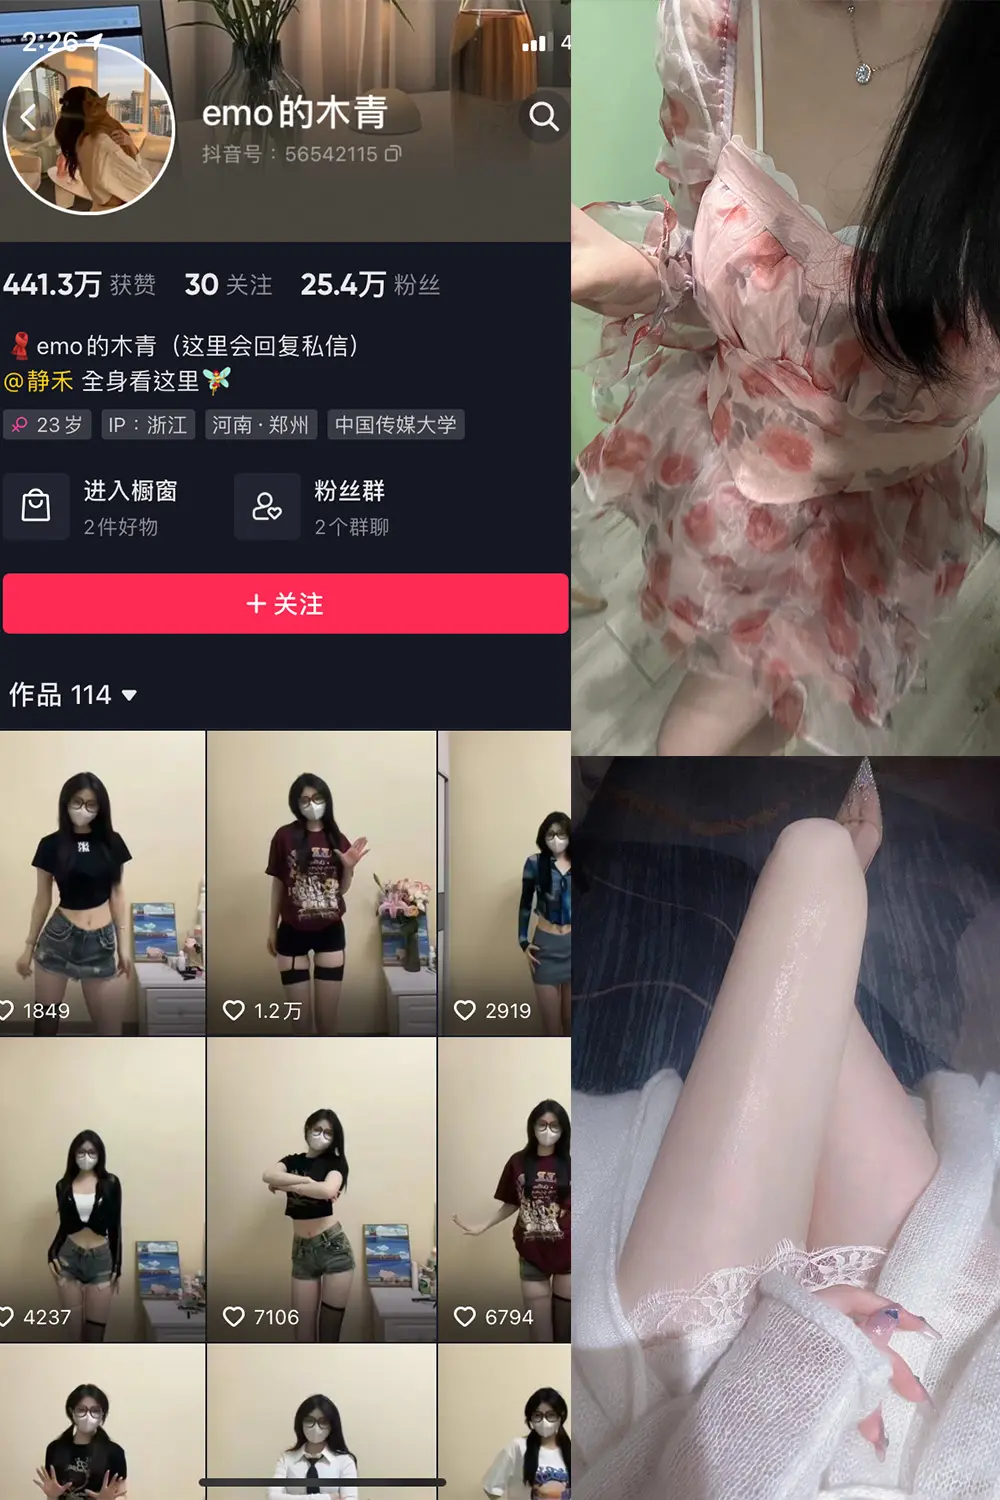 2:26
4
emo的木青
抖音号：56542115
441.3万 获赞 30 关注 25.4万 粉丝
emo的木青（这里会回复私信）
@静禾 全身看这里
23岁 IP：浙江 河南·郑州 中国传媒大学
进入橱窗
2件好物
粉丝群
2个群聊
+ 关注
作品 114
1849
1.2万
2919
4237
7106
6794